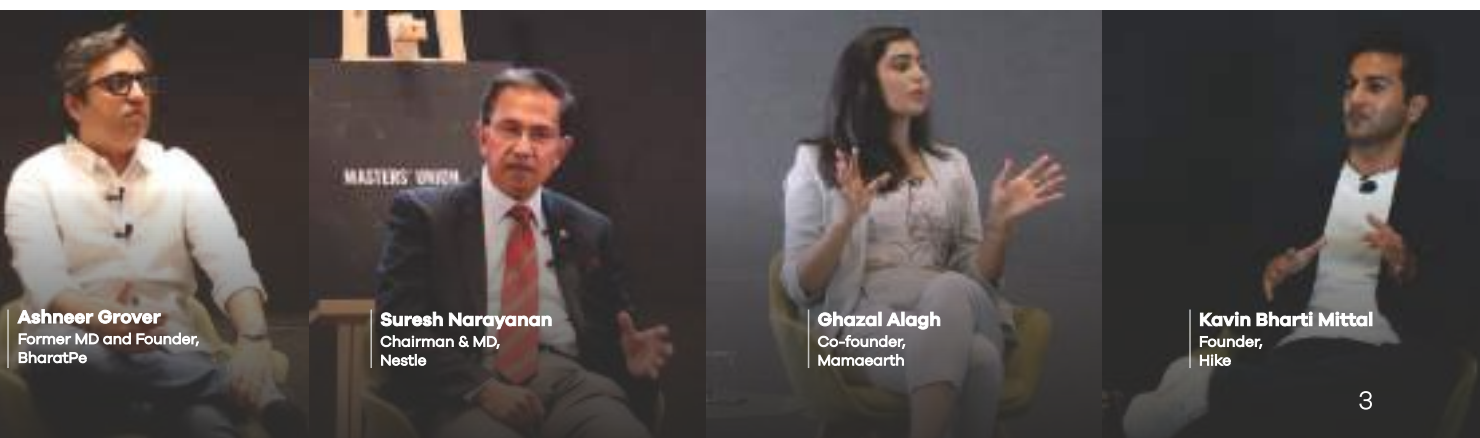 MASTERS' UNION
Ashneer Grover
Former MD and Founder,
BharatPe
Suresh Narayanan
Chairman & MD,
Nestle
Ghazal Alagh
Co-founder,
Mamaearth
Kavin Bharti Mittal
Founder,
Hike
3